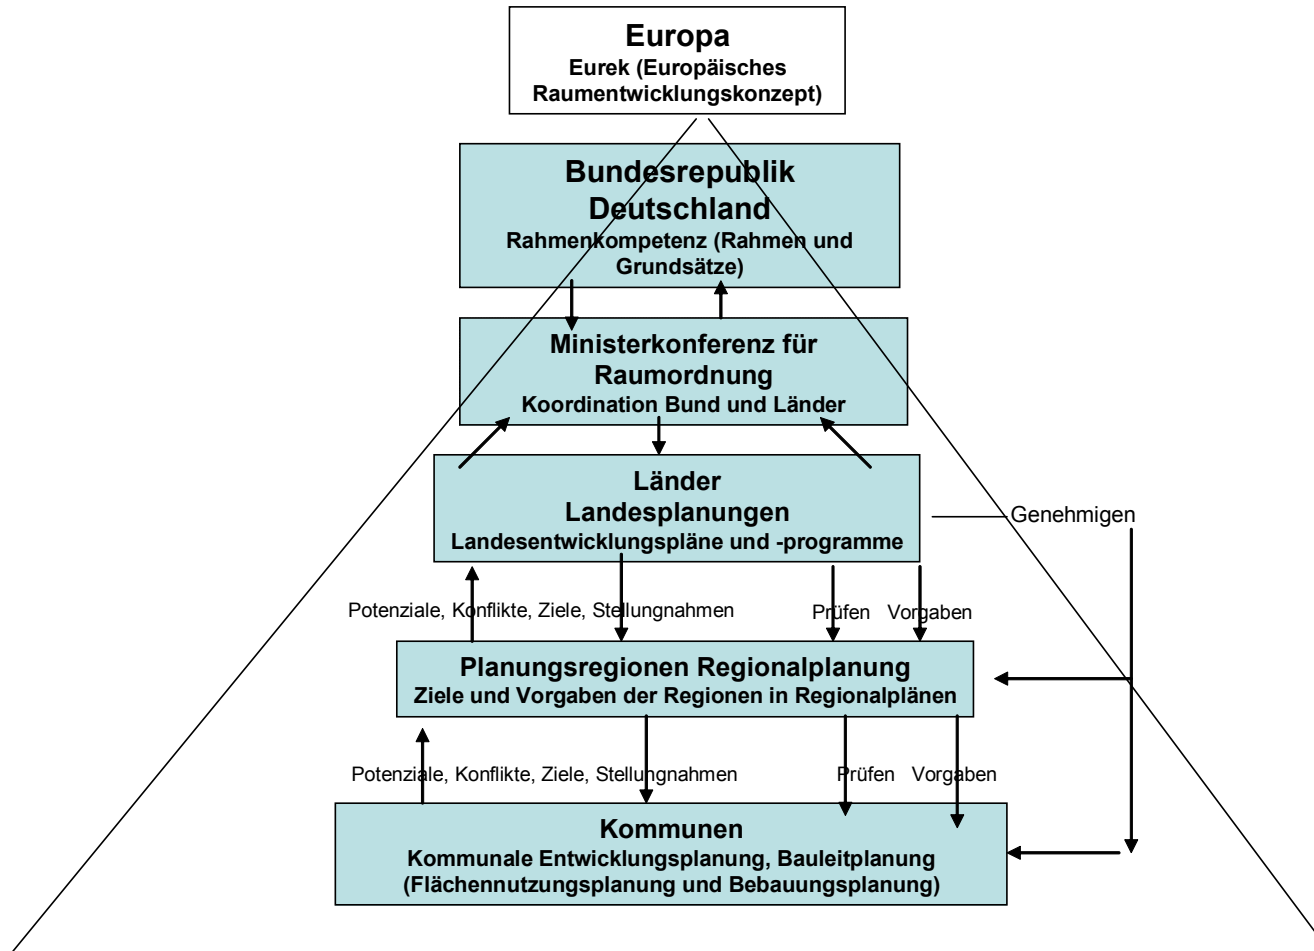 Europa
Eurek (Europäisches
Raumentwicklungskonzept)
Bundesrepublik
Deutschland
Rahmenkompetenz (Rahmen und
Grundsätze)
Ministerkonferenz für
Raumordnung
Koordination Bund und Länder
Länder
Landesplanungen
Landesentwicklungspläne und -programme
Genehmigen
Potenziale, Konflikte, Ziele, Stellungnahmen
Prüfen
Vorgaben
Planungsregionen Regionalplanung
Ziele und Vorgaben der Regionen in Regionalplänen
Potenziale, Konflikte, Ziele, Stellungnahmen
Prüfen
Vorgaben
Kommunen
Kommunale Entwicklungsplanung, Bauleitplanung
(Flächennutzungsplanung und Bebauungsplanung)